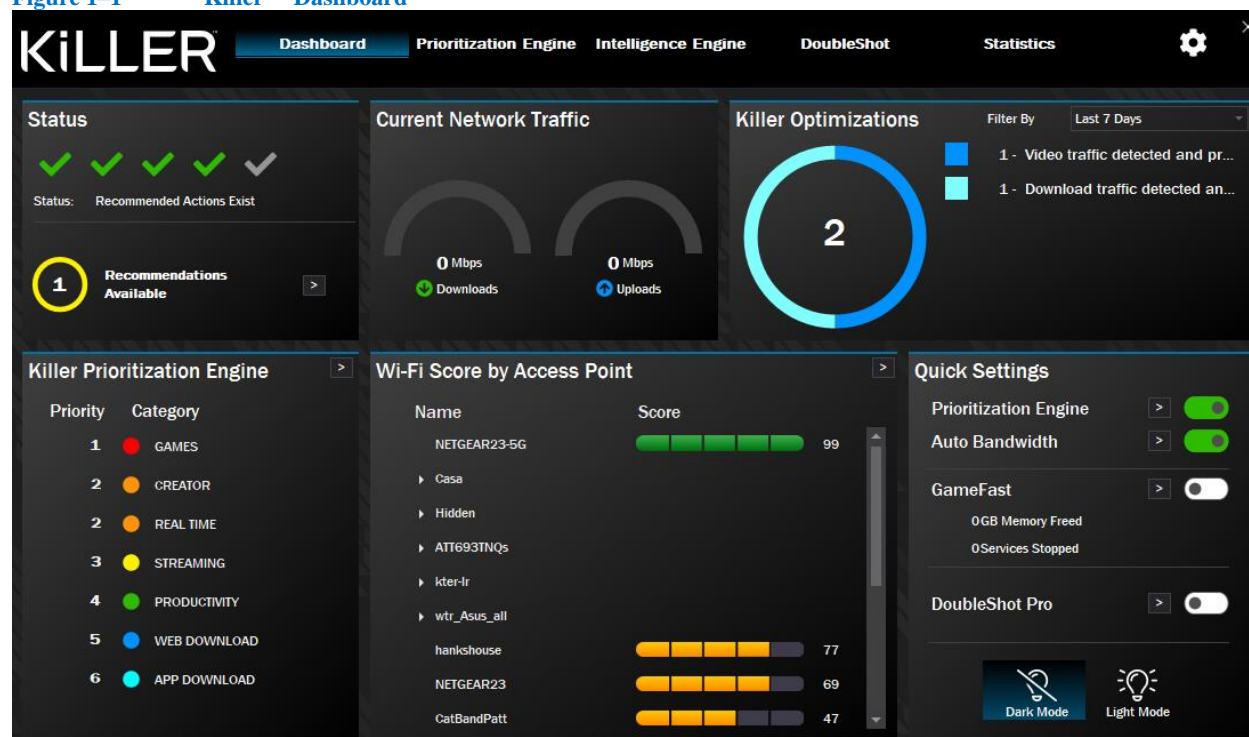 Figure 1–1 Killer™ Dashboard
KiLLER
Dashboard Prioritization Engine Intelligence Engine DoubleShot Statistics
Status
Status: Recommended Actions Exist
1 Recommendations
Available
>
Current Network Traffic
0 Mbps
Downloads
0 Mbps
Uploads
Killer Optimizations
Filter By Last 7 Days
2
1 - Video traffic detected and pr...
1 - Download traffic detected an...
Killer Prioritization Engine >
Priority Category
1 GAMES
2 CREATOR
2 REAL TIME
3 STREAMING
4 PRODUCTIVITY
5 WEB DOWNLOAD
6 APP DOWNLOAD
Wi-Fi Score by Access Point >
Name Score
NETGEAR23-5G 99
Casa
Hidden
ATT693TNQs
kter-lr
wtr_Asus_all
hankshouse 77
NETGEAR23 69
CatBandPatt 47
Quick Settings
Prioritization Engine >
Auto Bandwidth >
GameFast >
0GB Memory Freed
0Services Stopped
DoubleShot Pro >
Dark Mode Light Mode